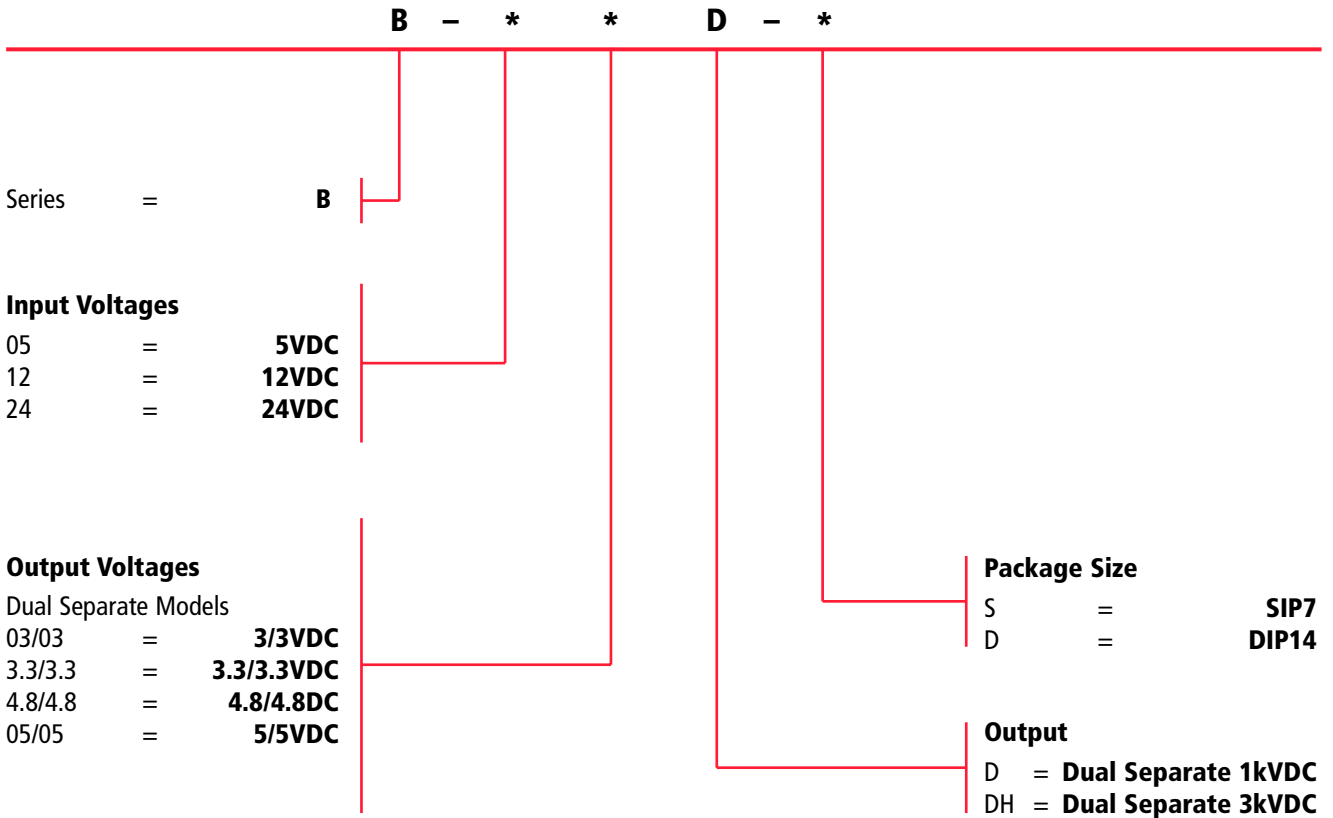 B – * * D – *
Series = B
Input Voltages
05 = 5VDC
12 = 12VDC
24 = 24VDC
Output Voltages
Dual Separate Models
03/03 = 3/3VDC
3.3/3.3 = 3.3/3.3VDC
4.8/4.8 = 4.8/4.8DC
05/05 = 5/5VDC
Package Size
S = SIP7
D = DIP14
Output
D = Dual Separate 1kVDC
DH = Dual Separate 3kVDC